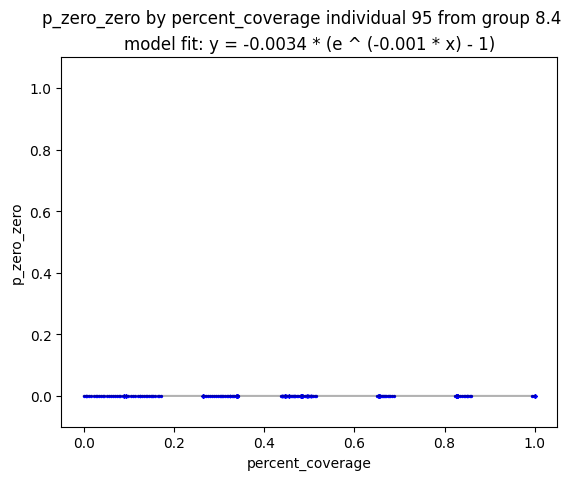 p_zero_zero by percent_coverage individual 95 from group 8.4
model fit: y = -0.0034 * (e ^ (-0.001 * x) - 1)
1.0
0.8
0.6
0.4
0.2
0.0
p_zero_zero
0.0 0.2 0.4 0.6 0.8 1.0
percent_coverage